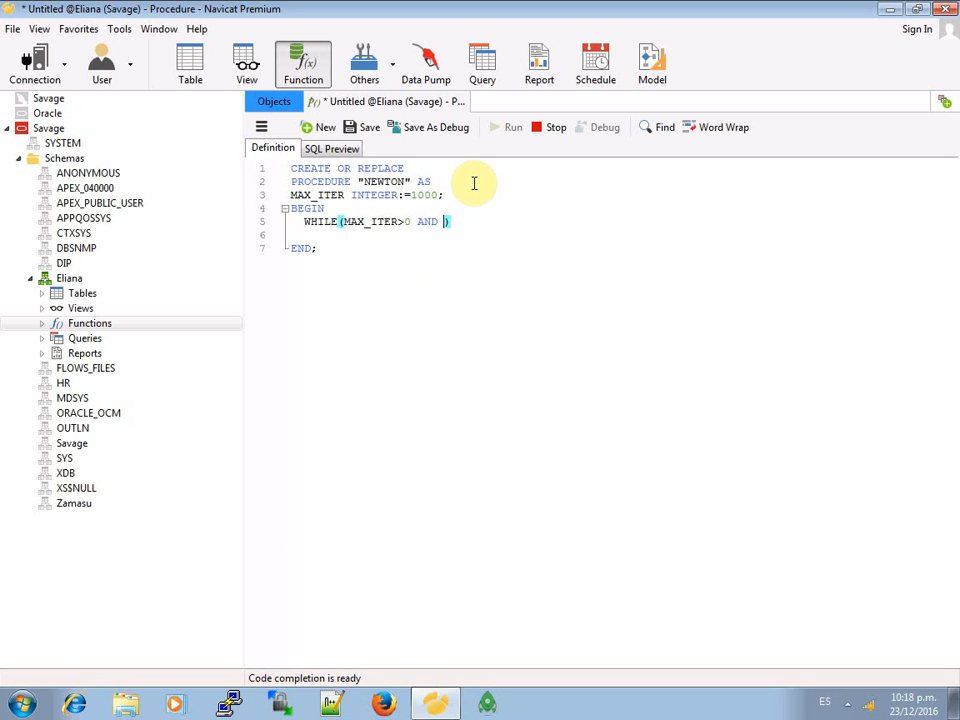 * Untitled @Eliana (Savage) - Procedure - Navicat Premium
File View Favorites Tools Window Help
Sign In
Connection User Table View Function Others Data Pump Query Report Schedule Model
Savage
Oracle
Savage
SYSTEM
Schemas
ANONYMOUS
APEX_040000
APEX_PUBLIC_USER
APPQOSSYS
CTXSYS
DBSNMP
DIP
Eliana
Tables
Views
Functions
Queries
Reports
FLOWS_FILES
HR
MDSYS
ORACLE_OCM
OUTLN
Savage
SYS
XDB
XS$NULL
Zamasu
Objects * Untitled @Eliana (Savage) - P...
New Save Save As Debug Run Stop Debug Find Word Wrap
Definition SQL Preview
1 CREATE OR REPLACE
2 PROCEDURE "NEWTON" AS
3 MAX_ITER INTEGER:=1000;
4 BEGIN
5 WHILE(MAX_ITER>0 AND )
6
7 END;
Code completion is ready
ES
10:18 p.m.
23/12/2016